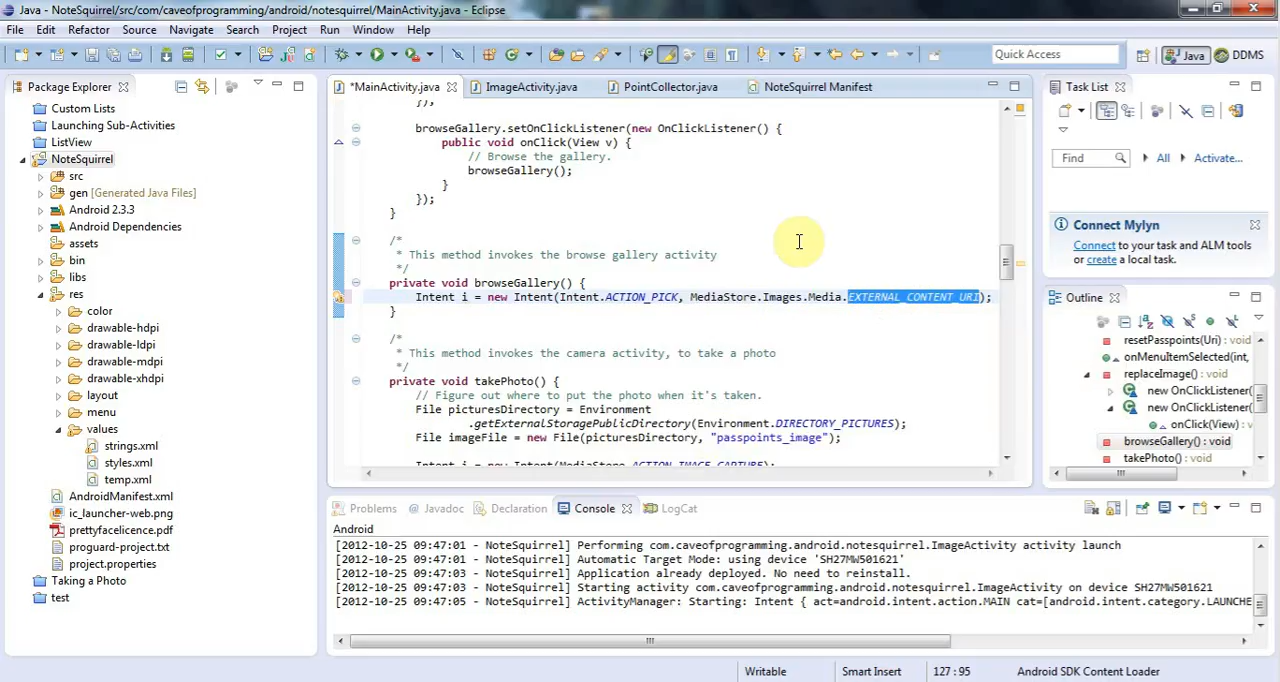 Java - NoteSquirrel/src/com/caveofprogramming/android/notesquirrel/MainActivity.java - Eclipse
File Edit Refactor Source Navigate Search Project Run Window Help
Quick Access
Java
DDMS
Package Explorer
Custom Lists
Launching Sub-Activities
ListView
NoteSquirrel
src
gen [Generated Java Files]
Android 2.3.3
Android Dependencies
assets
bin
libs
res
color
drawable-hdpi
drawable-ldpi
drawable-mdpi
drawable-xhdpi
layout
menu
values
strings.xml
styles.xml
temp.xml
AndroidManifest.xml
ic_launcher-web.png
prettyfacelicence.pdf
proguard-project.txt
project.properties
Taking a Photo
test
*MainActivity.java ImageActivity.java PointCollector.java NoteSquirrel Manifest
});
browseGallery.setOnClickListener(new OnClickListener() {
public void onClick(View v) {
// Browse the gallery.
browseGallery();
}
});
}
/*
* This method invokes the browse gallery activity
*/
private void browseGallery() {
Intent i = new Intent(Intent.ACTION_PICK, MediaStore.Images.Media.EXTERNAL_CONTENT_URI);
}
/*
* This method invokes the camera activity, to take a photo
*/
private void takePhoto() {
// Figure out where to put the photo when it's taken.
File picturesDirectory = Environment
.getExternalStoragePublicDirectory(Environment.DIRECTORY_PICTURES);
File imageFile = new File(picturesDirectory, "passpoints_image");
Intent i = new Intent(MediaStore.ACTION_IMAGE_CAPTURE);
Task List
Find
All
Activate...
Connect Mylyn
Connect to your task and ALM tools
or create a local task.
Outline
resetPasspoints(Uri) : void
onMenuItemSelected(int,
replaceImage() : void
new OnClickListener(
new OnClickListener(
onClick(View) : void
browseGallery() : void
takePhoto() : void
Problems Javadoc Declaration Console LogCat
Android
[2012-10-25 09:47:01 - NoteSquirrel] Performing com.caveofprogramming.android.notesquirrel.ImageActivity activity launch
[2012-10-25 09:47:01 - NoteSquirrel] Automatic Target Mode: using device 'SH27MW501621'
[2012-10-25 09:47:03 - NoteSquirrel] Application already deployed. No need to reinstall.
[2012-10-25 09:47:03 - NoteSquirrel] Starting activity com.caveofprogramming.android.notesquirrel.ImageActivity on device SH27MW501621
[2012-10-25 09:47:05 - NoteSquirrel] ActivityManager: Starting: Intent { act=android.intent.action.MAIN cat=[android.intent.category.LAUNCHE
Writable
Smart Insert
127 : 95
Android SDK Content Loader